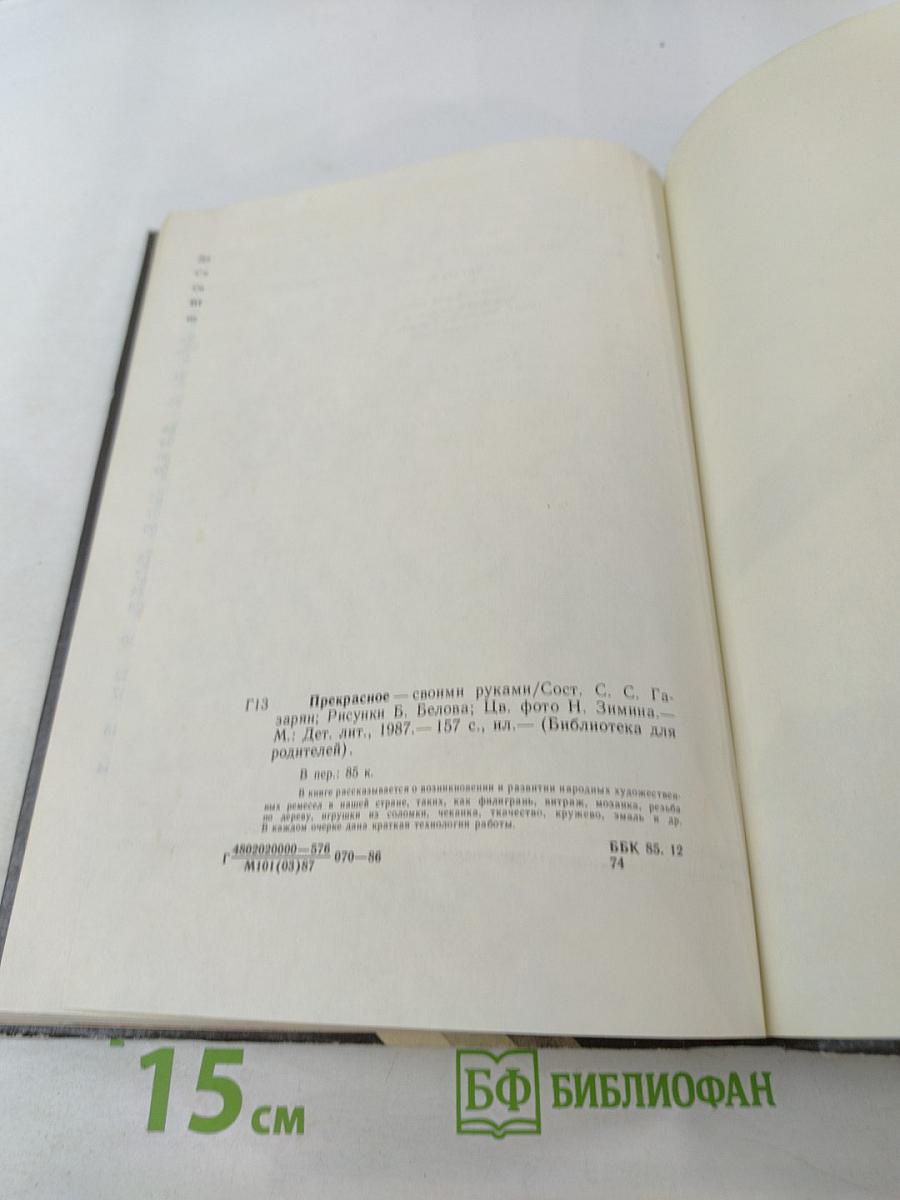 Г13 Прекрасное — своими руками/Сост. С. С. Га-
зарян; Рисунки Б. Белова; Цв. фото Н. Зимина.—
М.: Дет. лит., 1987.— 157 с., ил.— (Библиотека для
родителей).
В пер.: 85 к.
В книге рассказывается о возникновении и развитии народных художествен-
ных ремесел в нашей стране, таких, как филигрань, витраж, мозаика, резьба
по дереву, игрушки из соломки, чеканка, ткачество, кружево, эмаль и др.
В каждом очерке дана краткая технология работы.
Г 4802020000—576 070—86 ББК 85. 12
М101(03)87 74
15 см
БФ БИБЛИОФАН